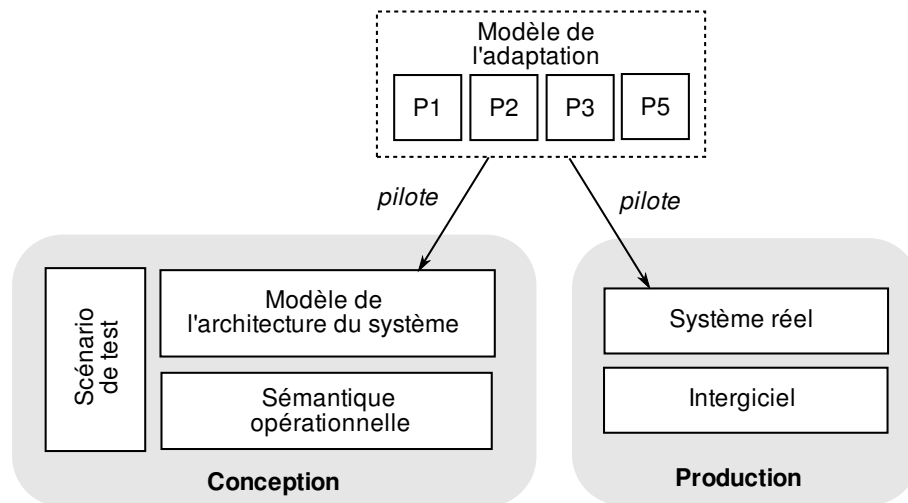 Modèle de
l'adaptation
P1 P2 P3 P5
pilote pilote
Scénario
de test
Modèle de
l'architecture du système
Sémantique
opérationnelle
Conception
Système réel
Intergiciel
Production